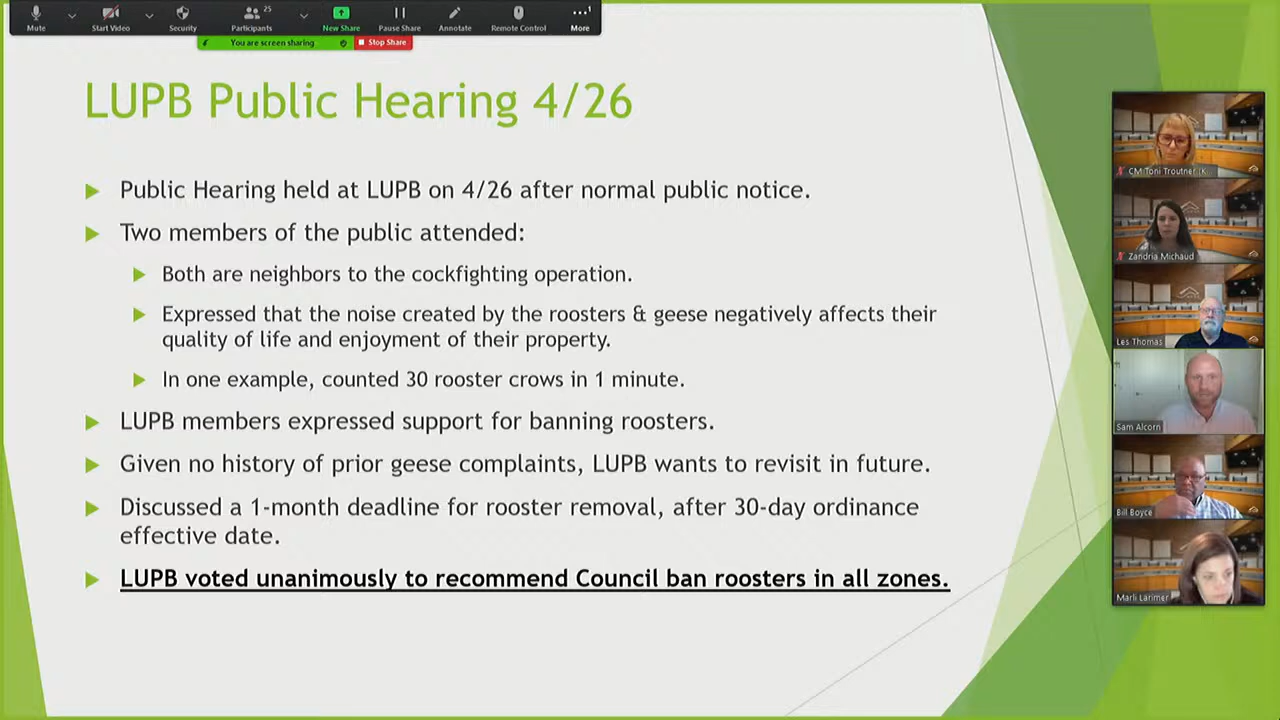 Mute
Start Video
Security
25
Participants
New Share
Pause Share
Annotate
Remote Control
1
More
You are screen sharing
Stop Share
LUPB Public Hearing 4/26
Public Hearing held at LUPB on 4/26 after normal public notice.
Two members of the public attended:
Both are neighbors to the cockfighting operation.
Expressed that the noise created by the roosters & geese negatively affects their
quality of life and enjoyment of their property.
In one example, counted 30 rooster crows in 1 minute.
LUPB members expressed support for banning roosters.
Given no history of prior geese complaints, LUPB wants to revisit in future.
Discussed a 1-month deadline for rooster removal, after 30-day ordinance
effective date.
LUPB voted unanimously to recommend Council ban roosters in all zones.
CM Toni Troutner
Zandria Michaud
Les Thomas
Sam Alcorn
Bill Boyce
Marli Larimer